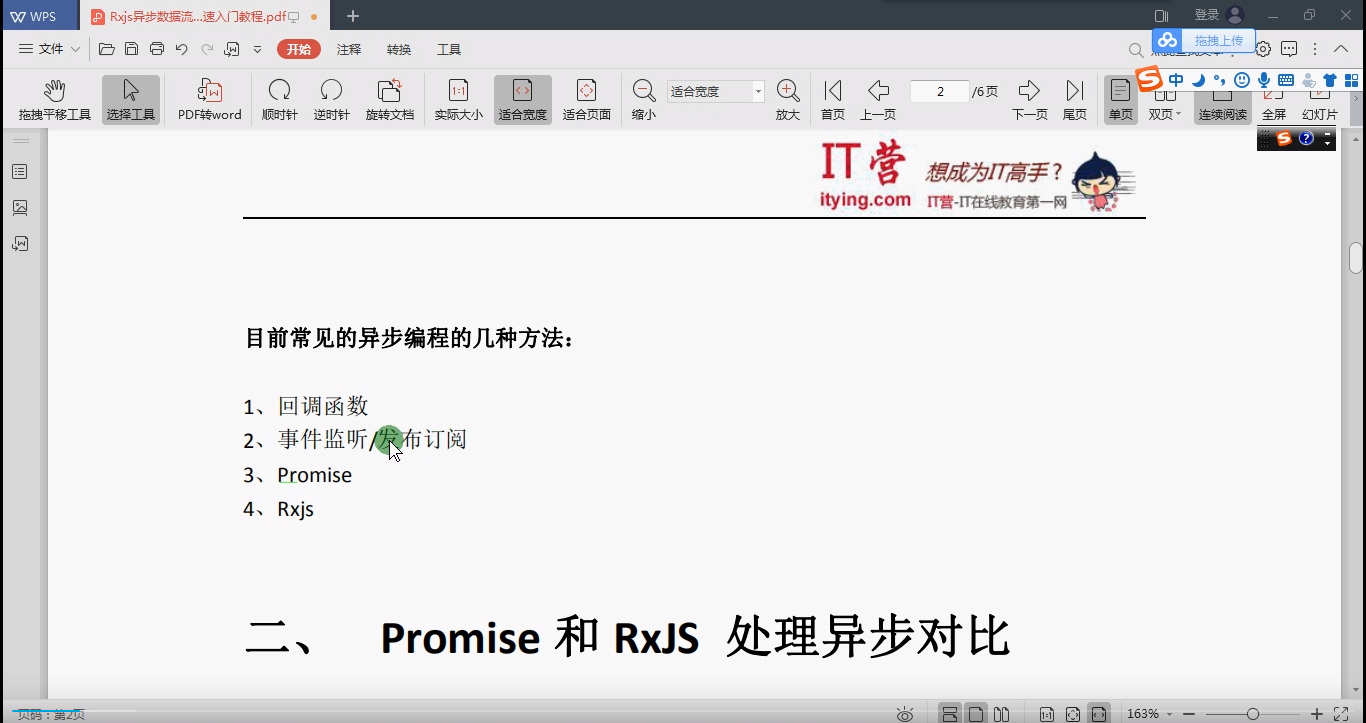 WPS Rxjs异步数据流...速入门教程.pdf 登录
文件 开始 注释 转换 工具 拖拽上传
中
拖拽平移工具 选择工具 PDF转word 顺时针 逆时针 旋转文档 实际大小 适合宽度 适合页面 缩小 适合宽度 放大 首页 上一页 2 /6页 下一页 尾页 单页 双页 连续阅读 全屏 幻灯片
IT营 想成为IT高手？
itying.com IT营-IT在线教育第一网
目前常见的异步编程的几种方法：
1、回调函数
2、事件监听/发布订阅
3、Promise
4、Rxjs
二、 Promise 和 RxJS 处理异步对比
页码：第2页 163%